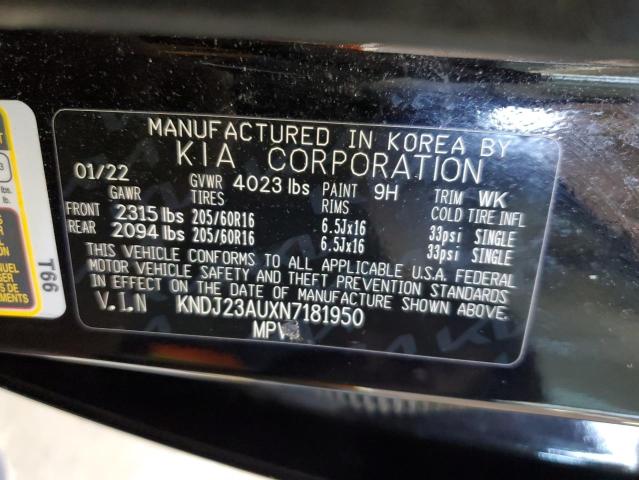 MANUFACTURED IN KOREA BY
KIA CORPORATION
01/22 GVWR 4023 lbs PAINT 9H TRIM WK
GAWR TIRES RIMS COLD TIRE INFL
FRONT 2315 lbs 205/60R16 6.5Jx16 33psi SINGLE
REAR 2094 lbs 205/60R16 6.5Jx16 33psi SINGLE
THIS VEHICLE CONFORMS TO ALL APPLICABLE U.S.A. FEDERAL
MOTOR VEHICLE SAFETY AND THEFT PREVENTION STANDARDS
IN EFFECT ON THE DATE OF MANUFACTURE SHOWN ABOVE.
V.I.N KNDJ23AUXN7181950
MPV
T66